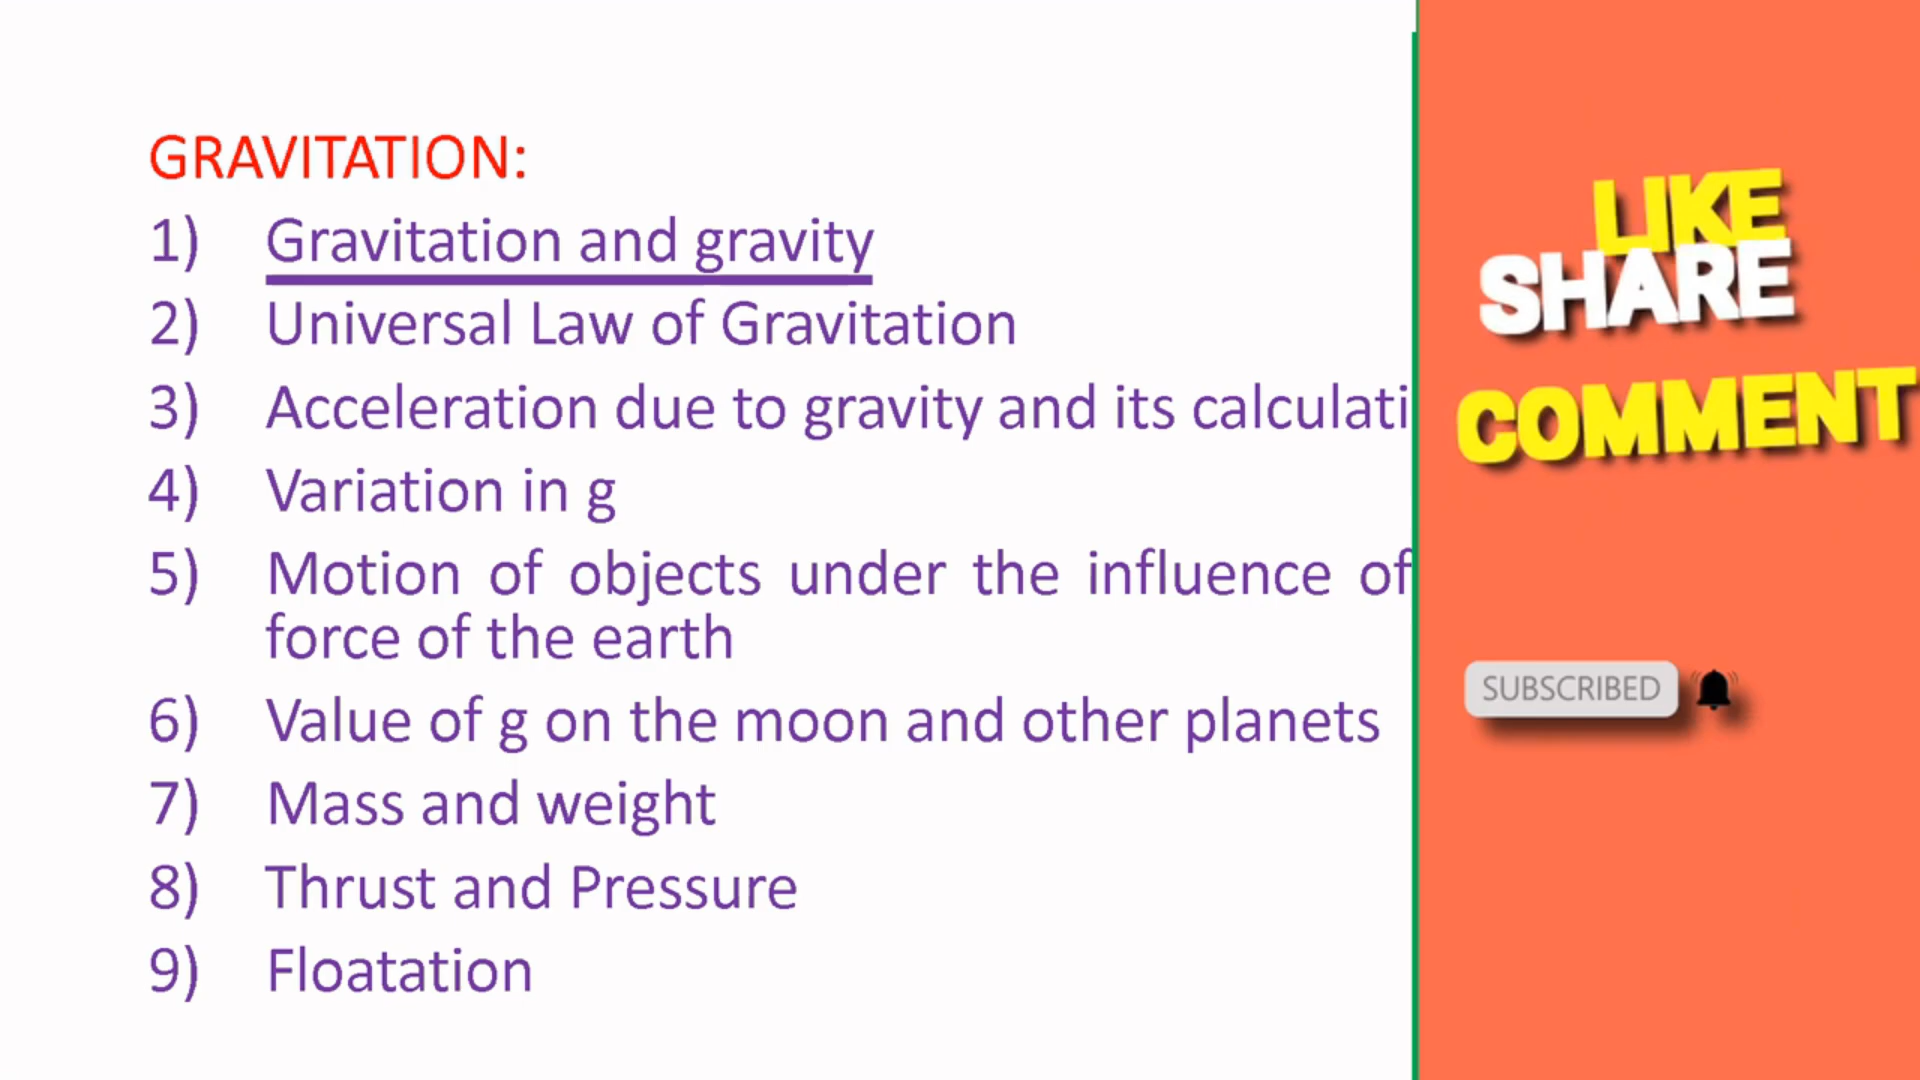 GRAVITATION:
1) Gravitation and gravity
2) Universal Law of Gravitation
3) Acceleration due to gravity and its calculati
4) Variation in g
5) Motion of objects under the influence of
force of the earth
6) Value of g on the moon and other planets
7) Mass and weight
8) Thrust and Pressure
9) Floatation
LIKE
SHARE
COMMENT
SUBSCRIBED